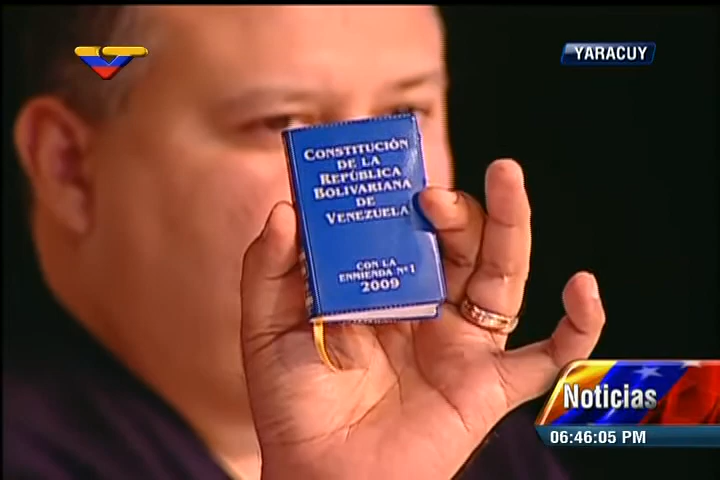 YARACUY
CONSTITUCIÓN
DE LA
REPÚBLICA
BOLIVARIANA
DE
VENEZUELA
CON LA
ENMIENDA Nº1
2009
Noticias
06:46:05 PM